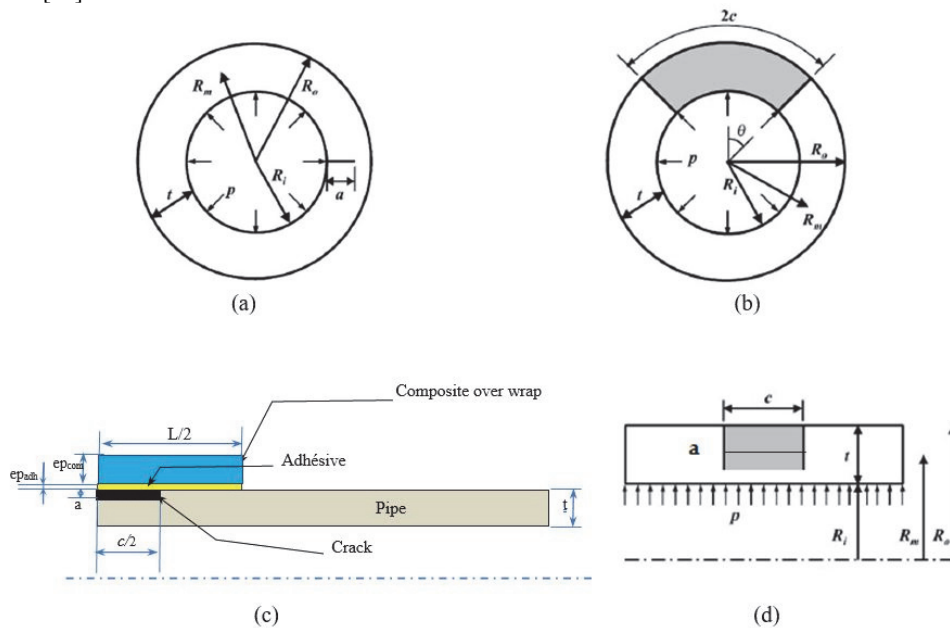 R_m
R_o
R_i
t
p
a
(a)
2c
θ
p
R_o
R_i
t
R_m
(b)
Composite over wrap
L/2
ep_com
Adhésive
ep_adh
a
Pipe
t
Crack
c/2
(c)
c
a
t
p
R_i
R_m
R_o
(d)